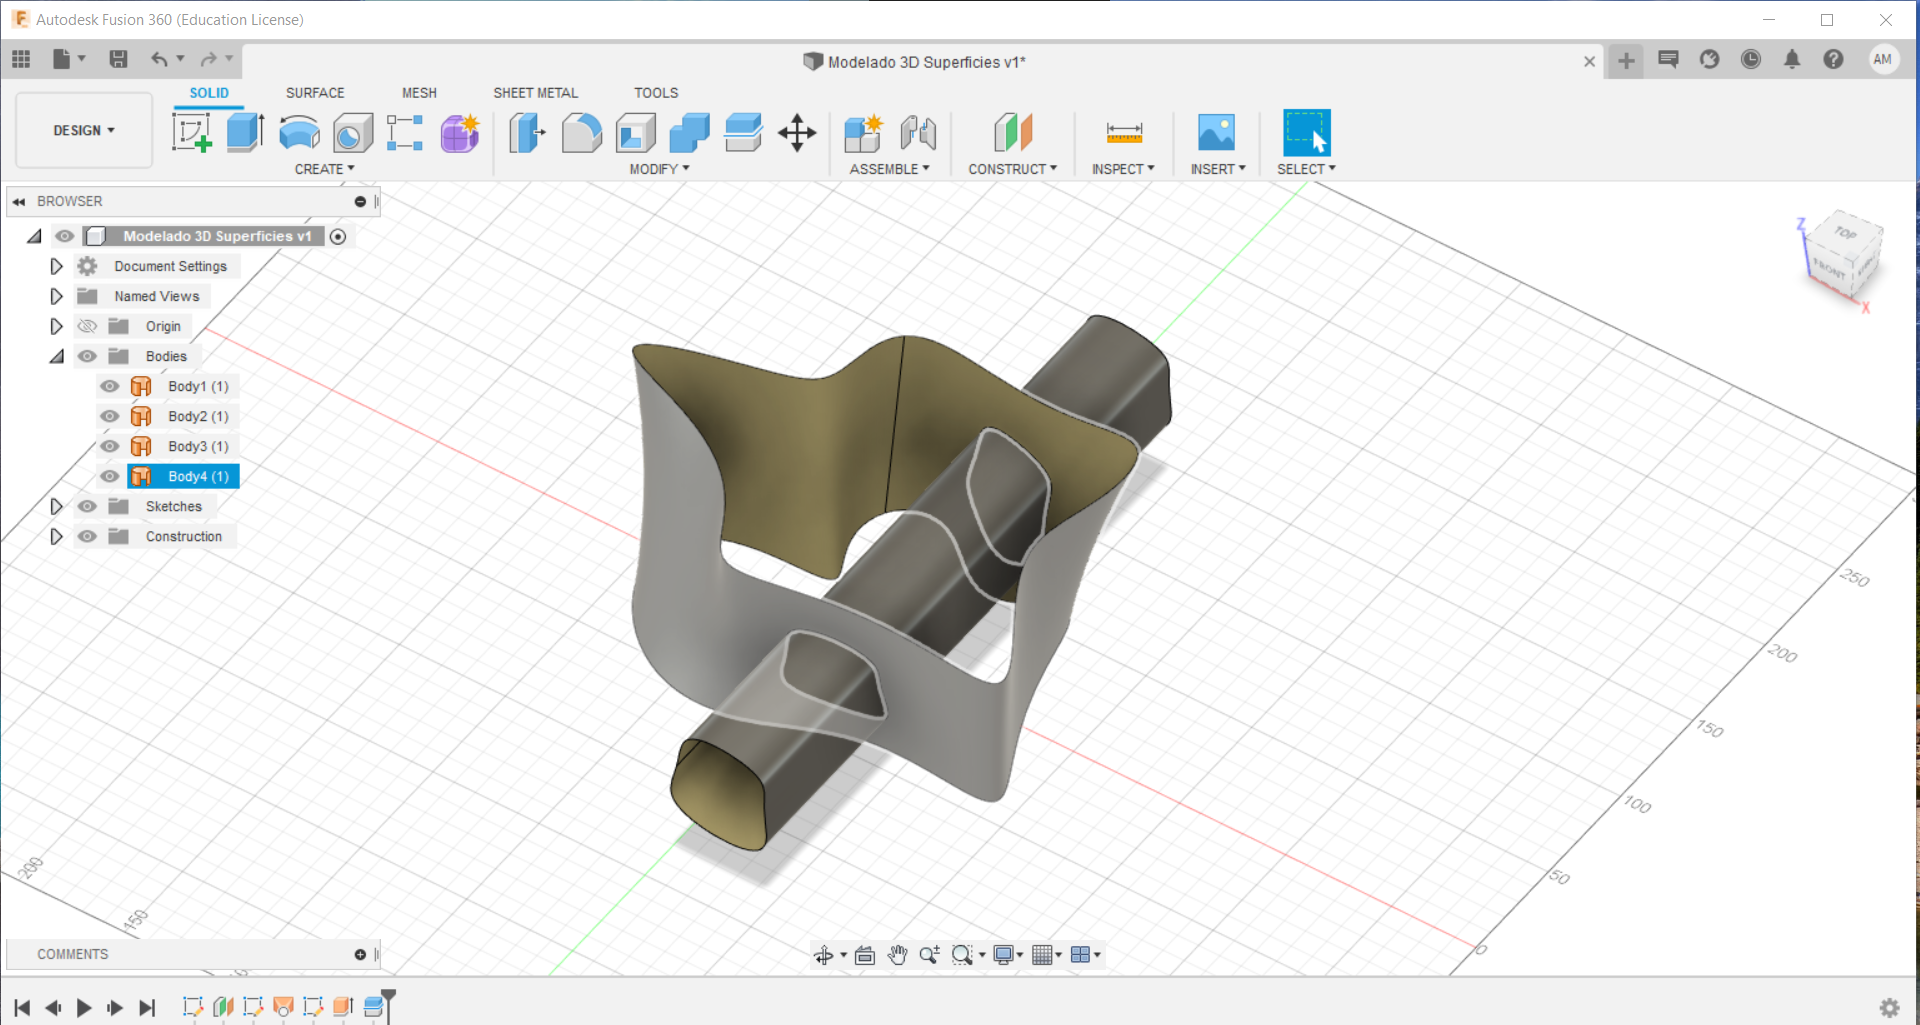 Autodesk Fusion 360 (Education License)
Modelado 3D Superficies v1*
AM
DESIGN
SOLID
SURFACE
MESH
SHEET METAL
TOOLS
CREATE
MODIFY
ASSEMBLE
CONSTRUCT
INSPECT
INSERT
SELECT
BROWSER
Modelado 3D Superficies v1
Document Settings
Named Views
Origin
Bodies
Body1 (1)
Body2 (1)
Body3 (1)
Body4 (1)
Sketches
Construction
Z
TOP
FRONT
X
250
200
150
100
50
0
200
150
COMMENTS